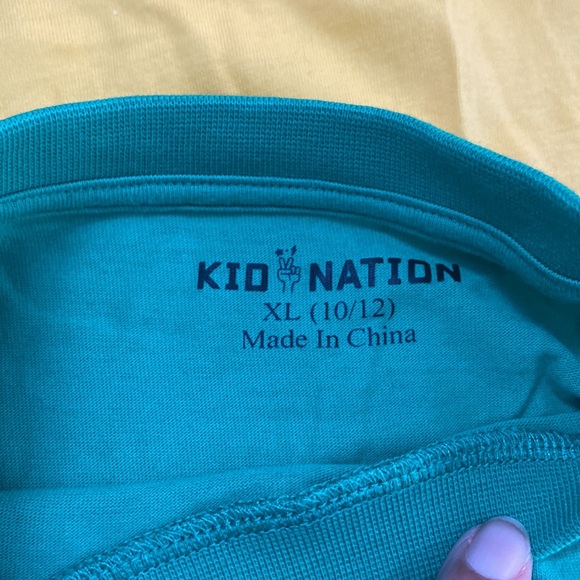 KID NATION
XL (10/12)
Made In China